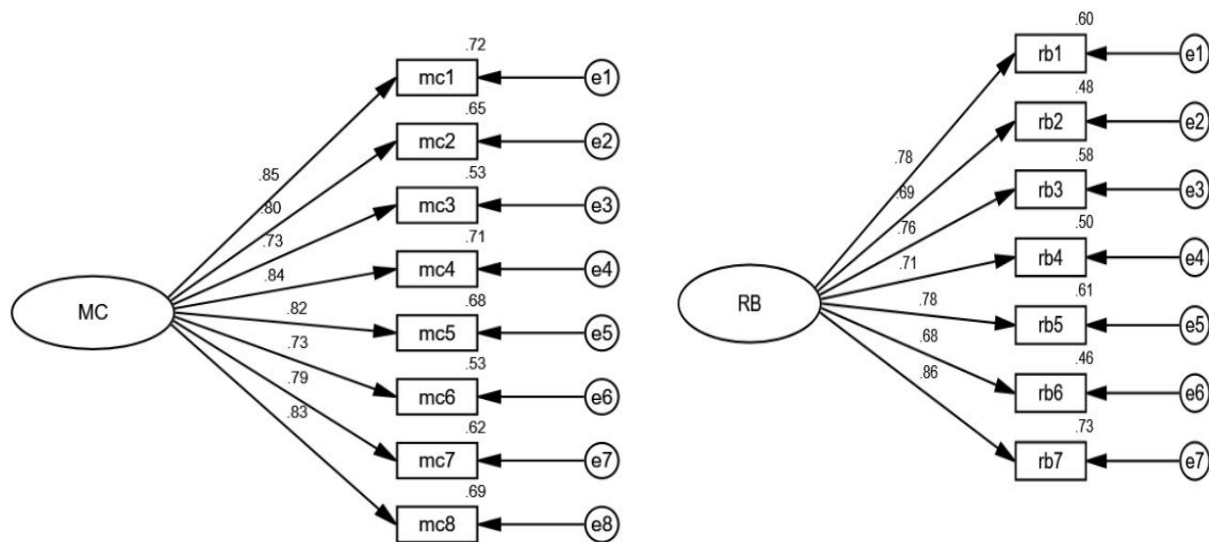 .72
mc1
e1
.65
mc2
e2
.85
.53
mc3
e3
.80
.73
.71
mc4
e4
.84
MC
.82
.68
mc5
e5
.73
.53
mc6
e6
.79
.83
.62
mc7
e7
.69
mc8
e8
.60
rb1
e1
.48
rb2
e2
.78
.58
rb3
e3
.69
.76
.50
rb4
e4
.71
RB
.78
.61
rb5
e5
.68
.46
rb6
e6
.86
.73
rb7
e7